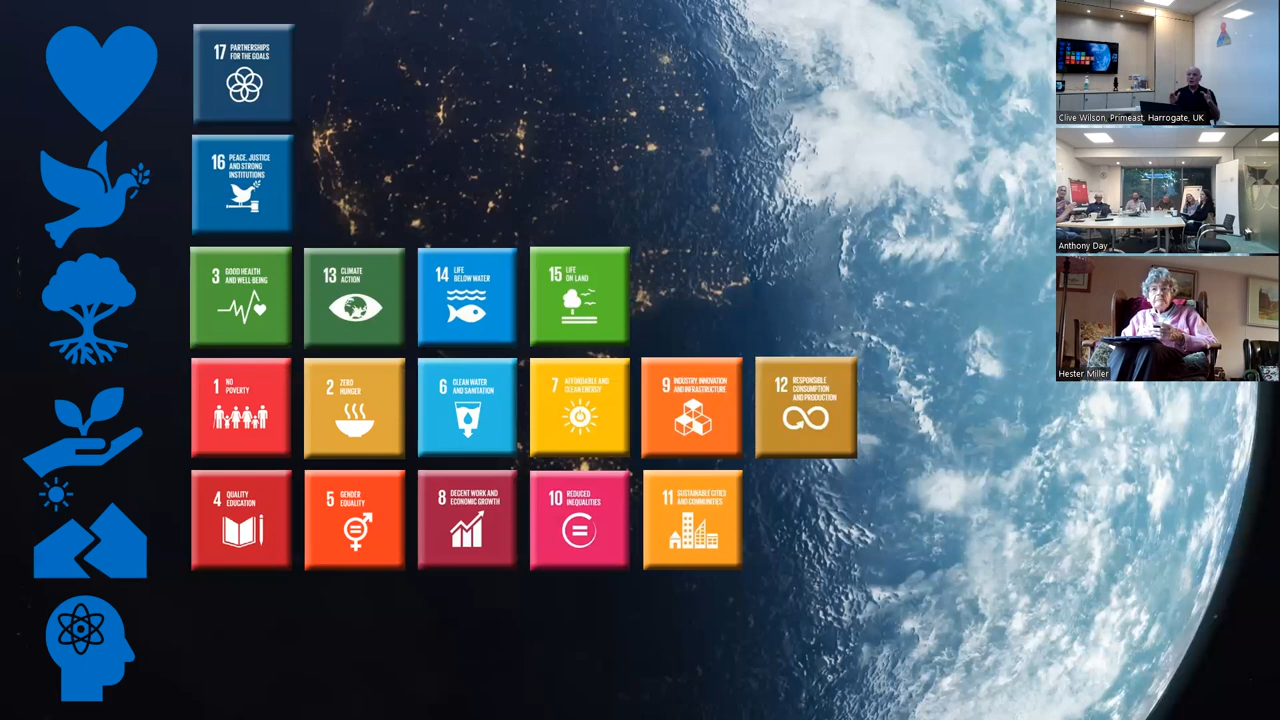 17 PARTNERSHIPS
FOR THE GOALS
16 PEACE, JUSTICE
AND STRONG
INSTITUTIONS
3 GOOD HEALTH
AND WELL-BEING
13 CLIMATE
ACTION
14 LIFE
BELOW WATER
15 LIFE
ON LAND
1 NO
POVERTY
2 ZERO
HUNGER
6 CLEAN WATER
AND SANITATION
7 AFFORDABLE AND
CLEAN ENERGY
9 INDUSTRY, INNOVATION
AND INFRASTRUCTURE
12 RESPONSIBLE
CONSUMPTION
AND PRODUCTION
4 QUALITY
EDUCATION
5 GENDER
EQUALITY
8 DECENT WORK AND
ECONOMIC GROWTH
10 REDUCED
INEQUALITIES
11 SUSTAINABLE CITIES
AND COMMUNITIES
Clive Wilson, Primeast, Harrogate, UK
Anthony Day
Hester Miller